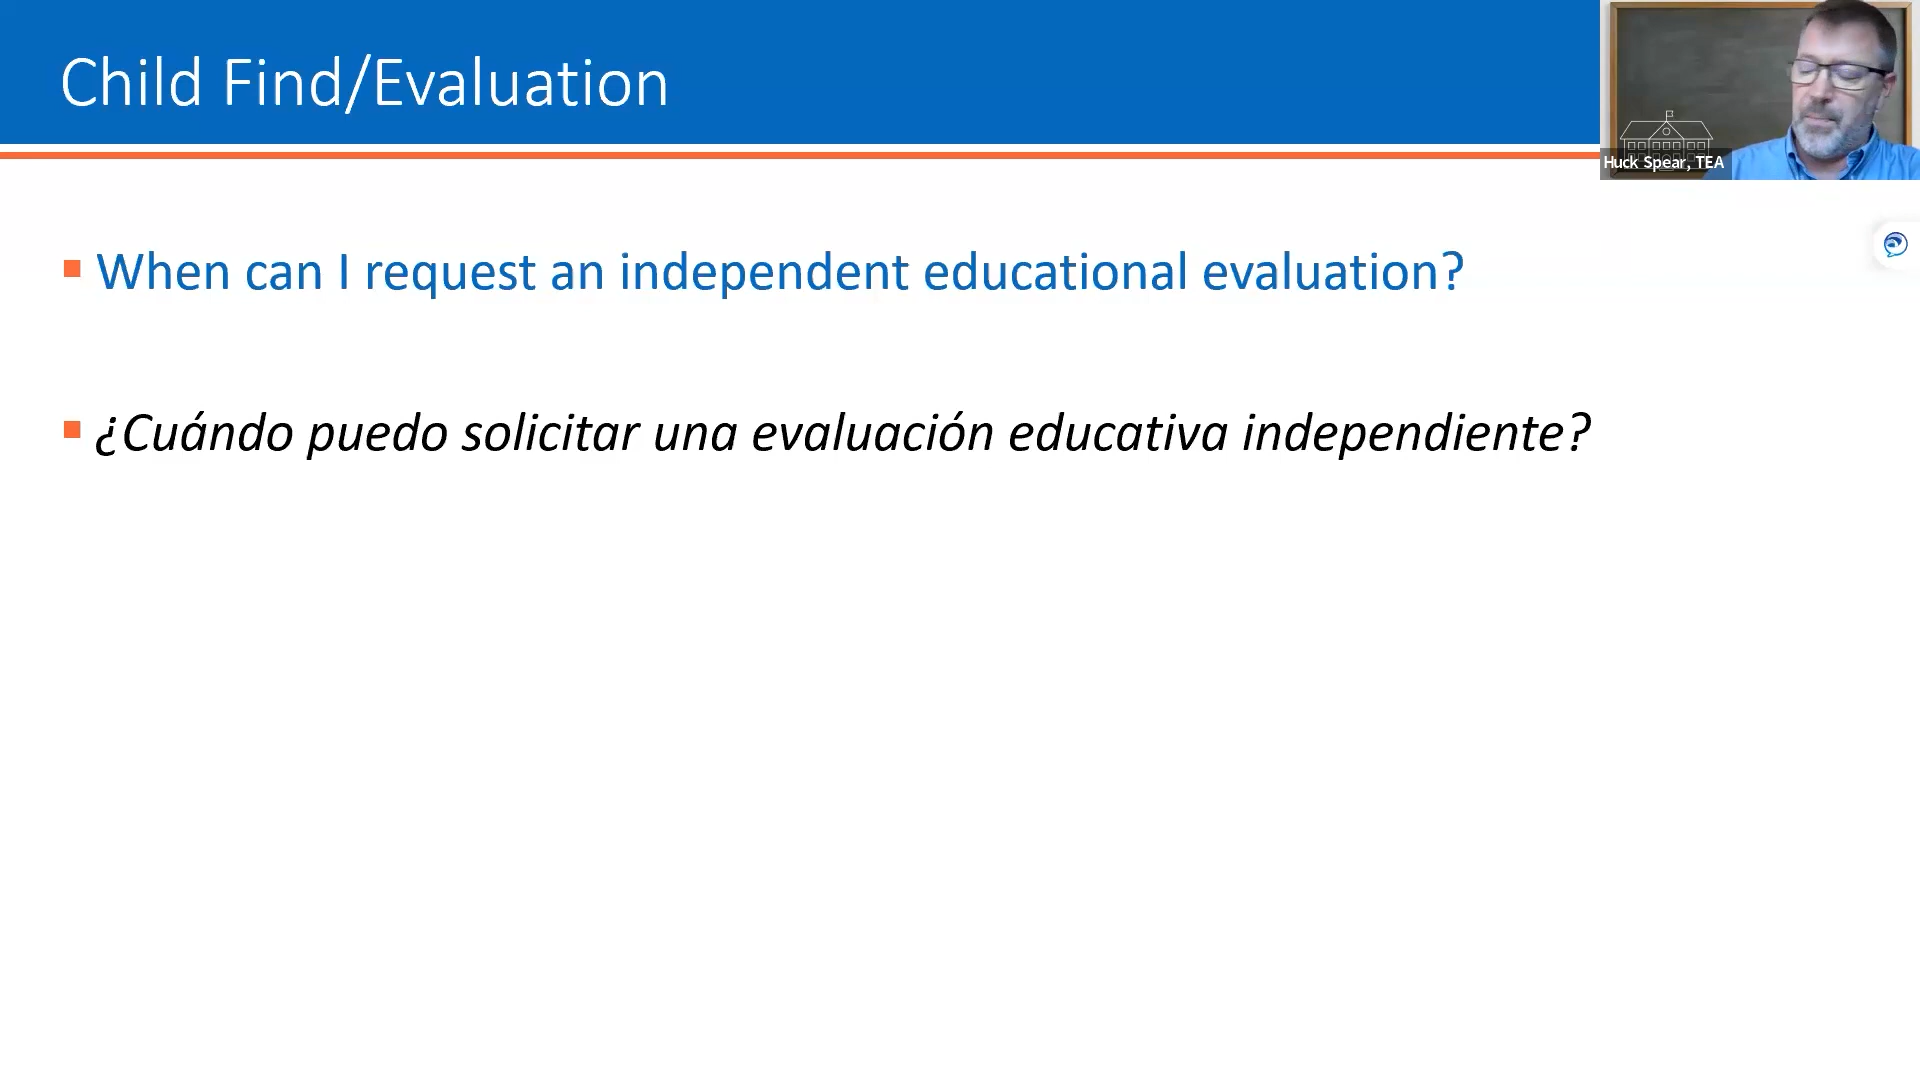 Child Find/Evaluation
Huck Spear, TEA
When can I request an independent educational evaluation?
¿Cuándo puedo solicitar una evaluación educativa independiente?